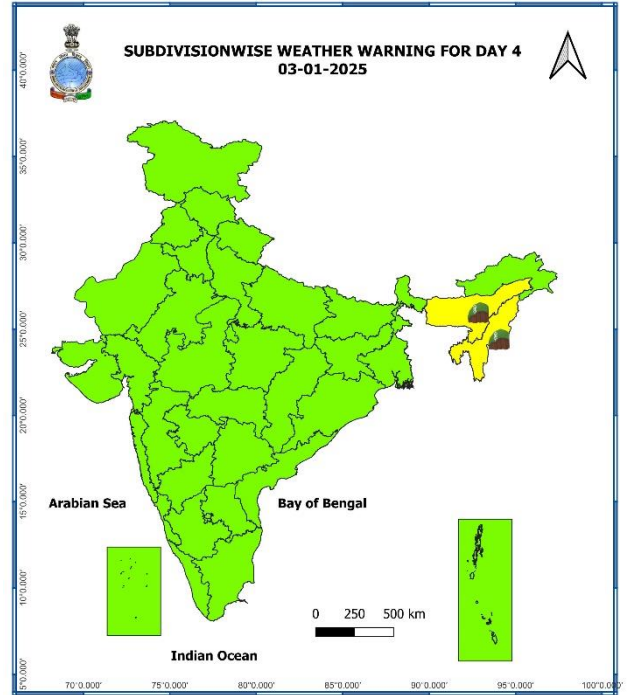 SUBDIVISIONWISE WEATHER WARNING FOR DAY 4
03-01-2025
40°0.000'
35°0.000'
30°0.000'
25°0.000'
20°0.000'
15°0.000'
10°0.000'
5°0.000'
Arabian Sea
Bay of Bengal
0 250 500 km
Indian Ocean
70°0.000' 75°0.000' 80°0.000' 85°0.000' 90°0.000' 95°0.000' 100°0.000'